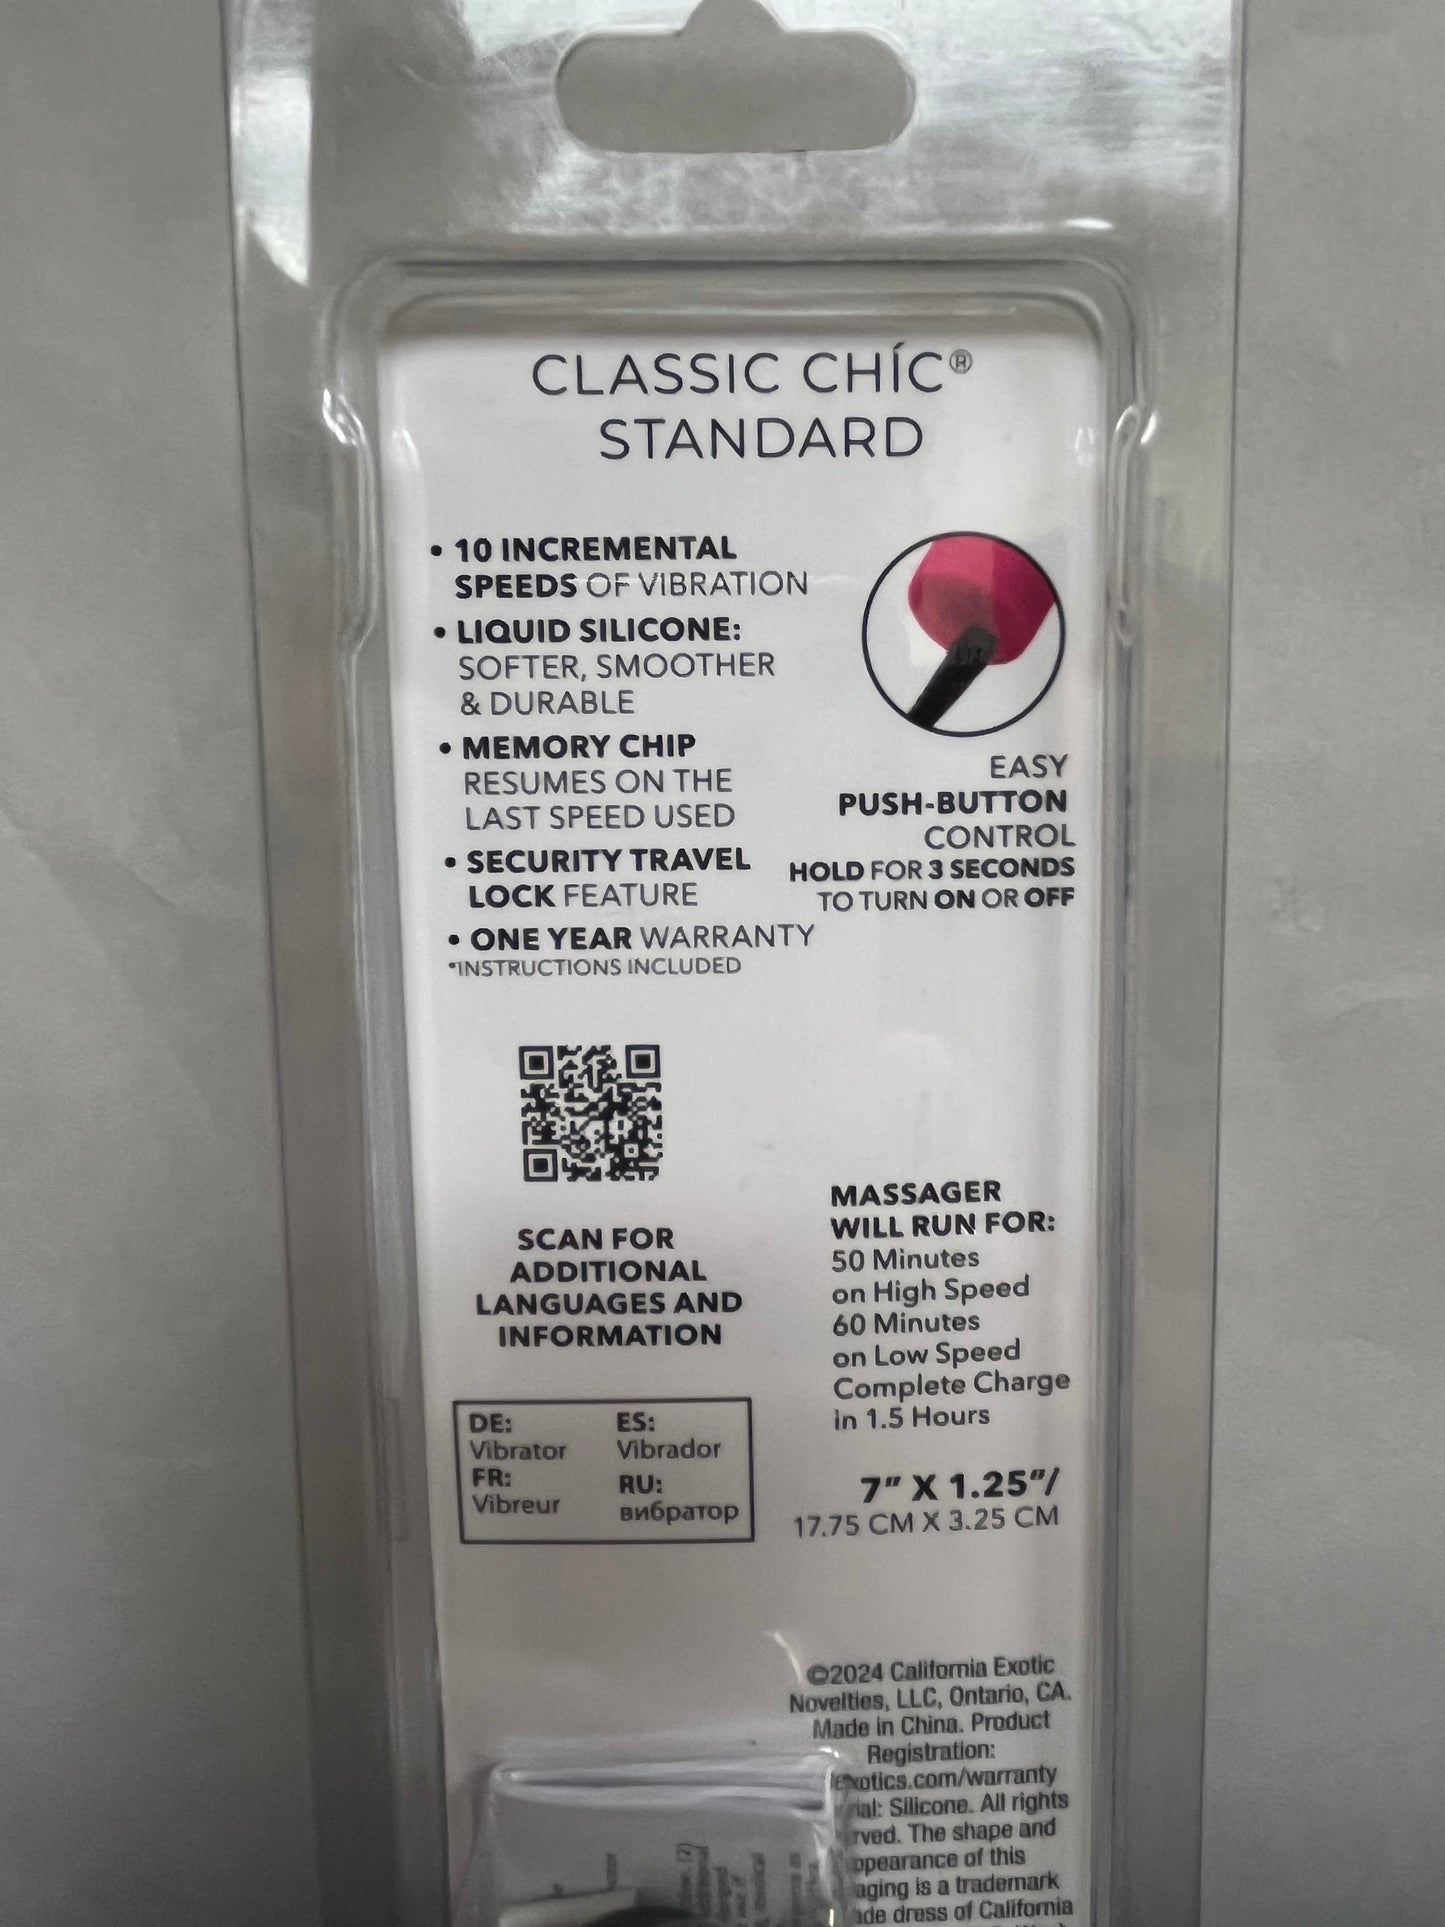 CLASSIC CHÍC®
STANDARD
• 10 INCREMENTAL
SPEEDS OF VIBRATION
• LIQUID SILICONE:
SOFTER, SMOOTHER
& DURABLE
• MEMORY CHIP
RESUMES ON THE
LAST SPEED USED
• SECURITY TRAVEL
LOCK FEATURE
• ONE YEAR WARRANTY
*INSTRUCTIONS INCLUDED
EASY
PUSH-BUTTON
CONTROL
HOLD FOR 3 SECONDS
TO TURN ON OR OFF
SCAN FOR
ADDITIONAL
LANGUAGES AND
INFORMATION
DE:
Vibrator
FR:
Vibreur
ES:
Vibrador
RU:
вибратор
MASSAGER
WILL RUN FOR:
50 Minutes
on High Speed
60 Minutes
on Low Speed
Complete Charge
in 1.5 Hours
7" X 1.25"/
17.75 CM X 3.25 CM
©2024 California Exotic
Novelties, LLC, Ontario, CA.
Made in China. Product
Registration:
exotics.com/warranty
Silicone. All rights
The shape and
of this
is a trademark
dress of California